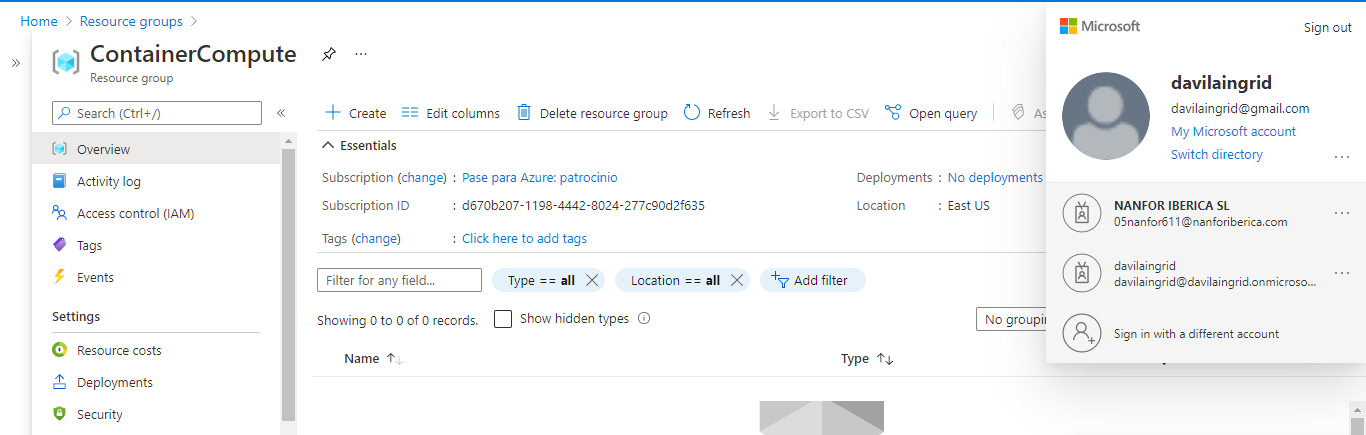 Home > Resource groups >
Microsoft
Sign out
»
ContainerCompute
...
Resource group
davilaingrid
davilaingrid@gmail.com
My Microsoft account
Switch directory
...
Search (Ctrl+/)
«
Create
Edit columns
Delete resource group
Refresh
Export to CSV
Open query
Overview
Activity log
Access control (IAM)
Tags
Events
Settings
Resource costs
Deployments
Security
Essentials
Subscription (change) : Pase para Azure: patrocinio
Deployments : No deployments
Subscription ID : d670b207-1198-4442-8024-277c90d2f635
Location : East US
Tags (change) : Click here to add tags
Filter for any field...
Type == all
Location == all
Add filter
Showing 0 to 0 of 0 records.
Show hidden types
Name ↑↓
Type ↑↓
NANFOR IBERICA SL
05nanfor611@nanforiberica.com
...
davilaingrid
davilaingrid@davilaingrid.onmicroso...
...
Sign in with a different account